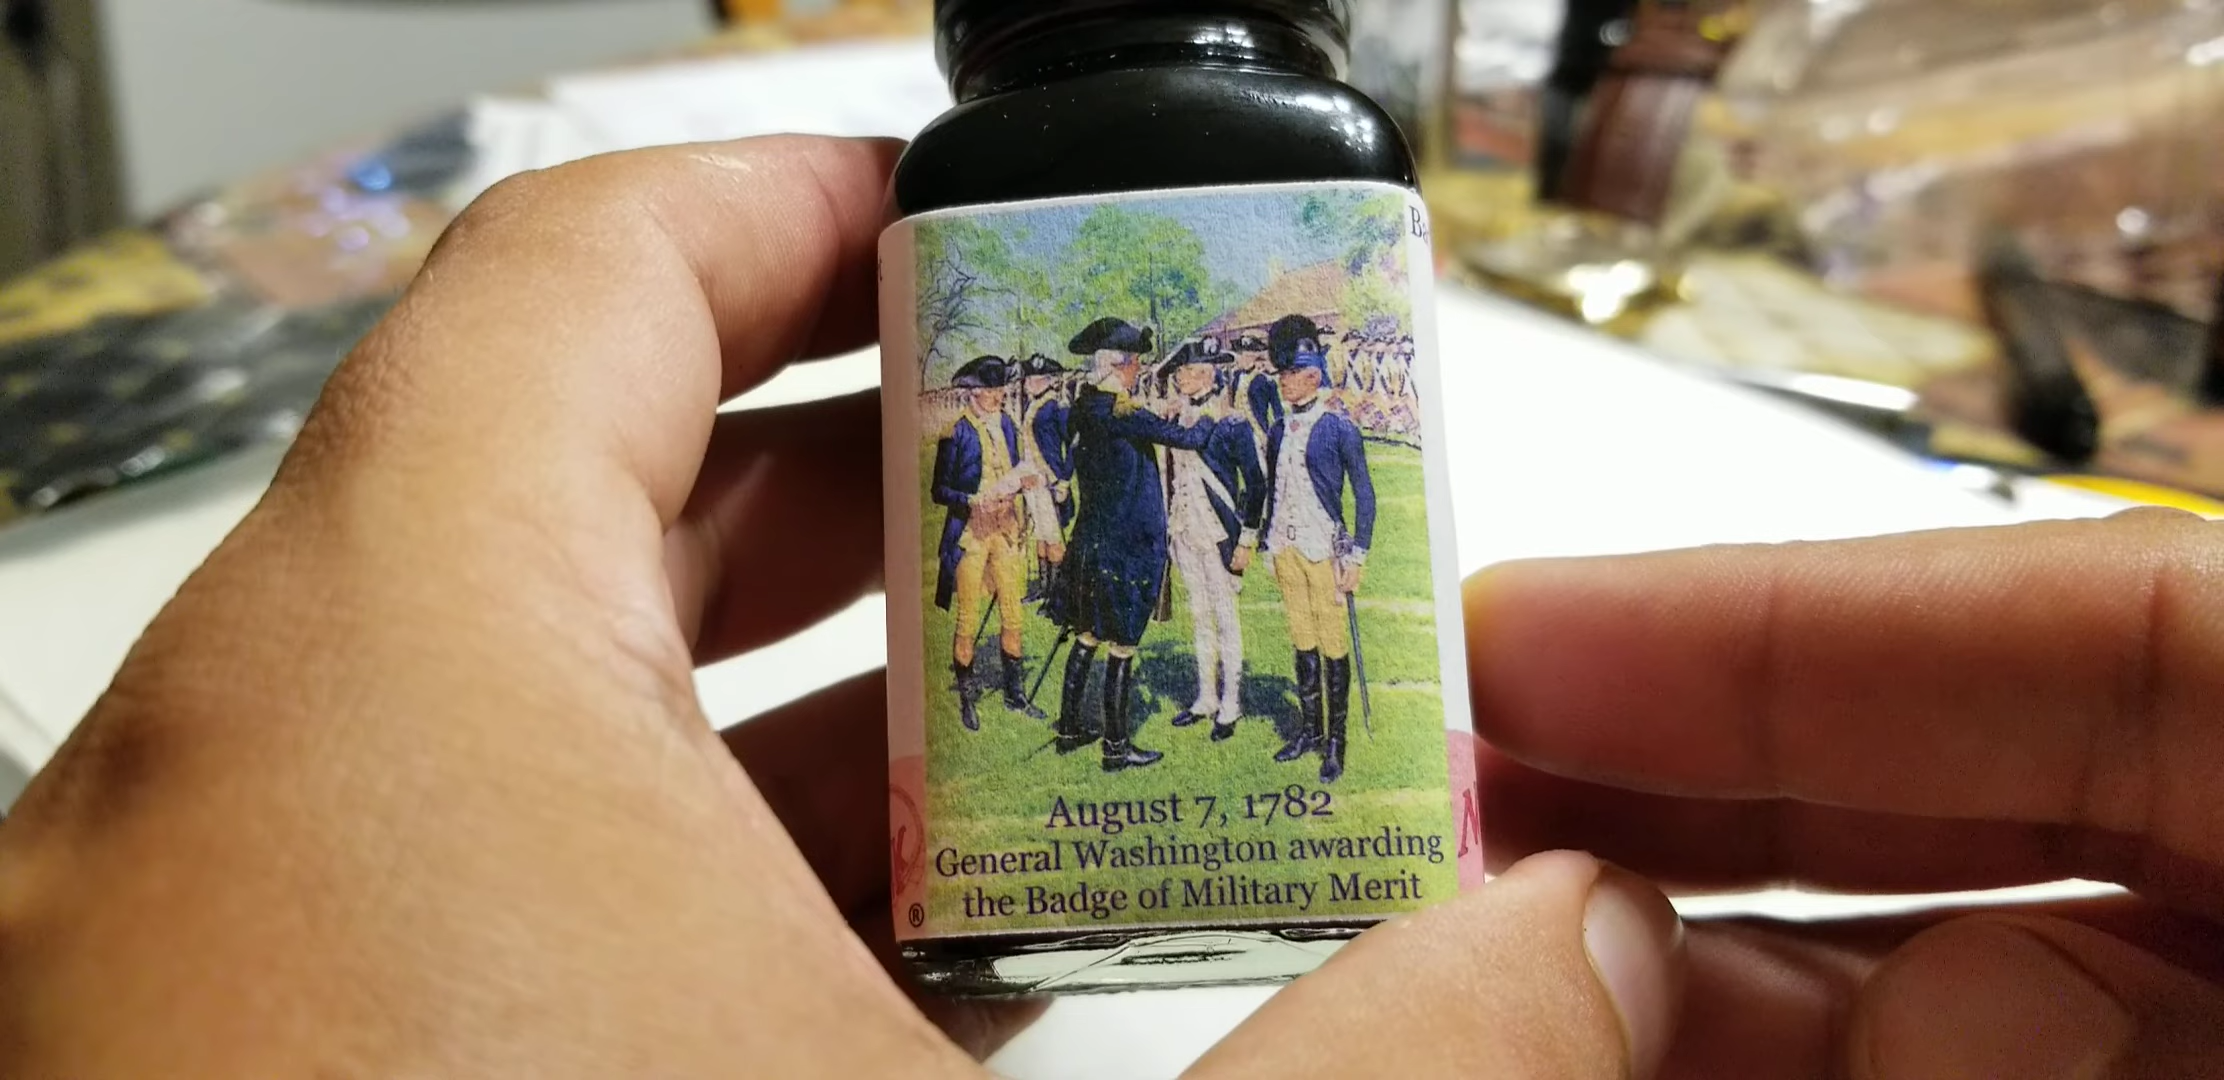 August 7, 1782
General Washington awarding
the Badge of Military Merit
®